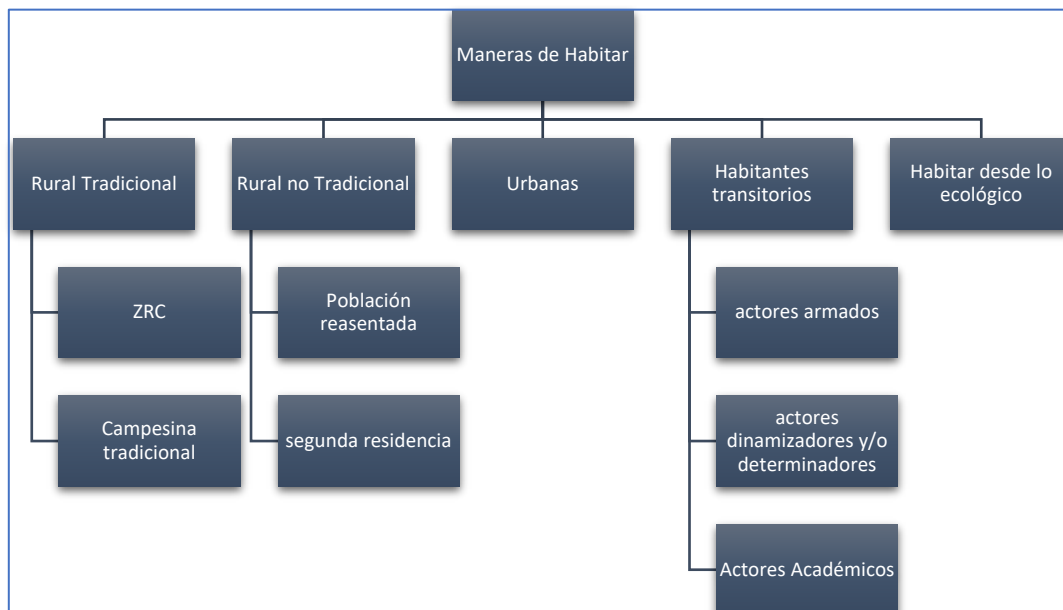 Maneras de Habitar
Rural Tradicional
ZRC
Campesina
tradicional
Rural no Tradicional
Población
reasentada
segunda residencia
Urbanas
Habitantes
transitorios
actores armados
actores
dinamizadores y/o
determinadores
Actores Académicos
Habitar desde lo
ecológico